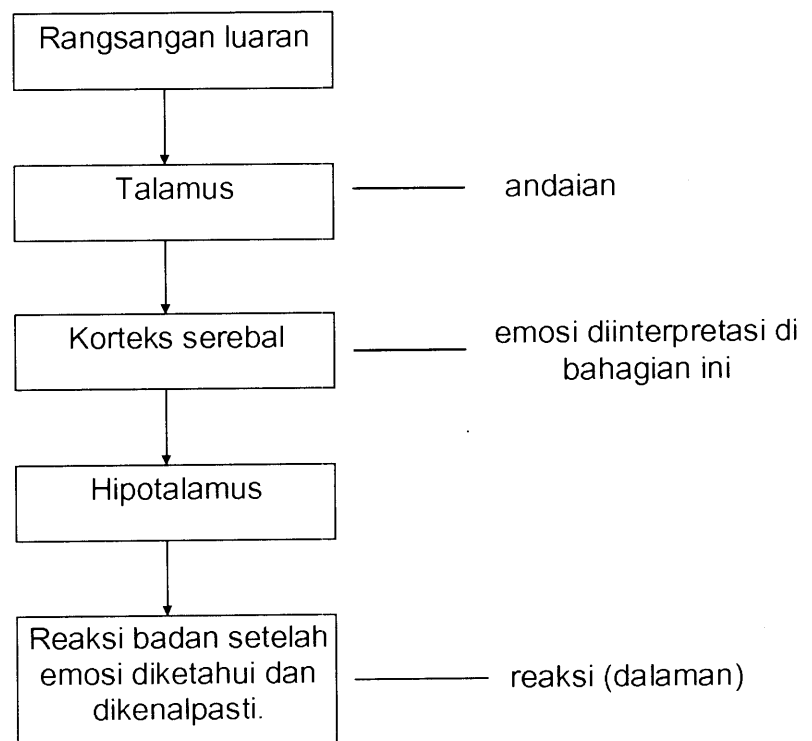 Rangsangan luaran
Talamus
andaian
Korteks serebal
emosi diinterpretasi di
bahagian ini
Hipotalamus
Reaksi badan setelah
emosi diketahui dan
dikenalpasti.
reaksi (dalaman)